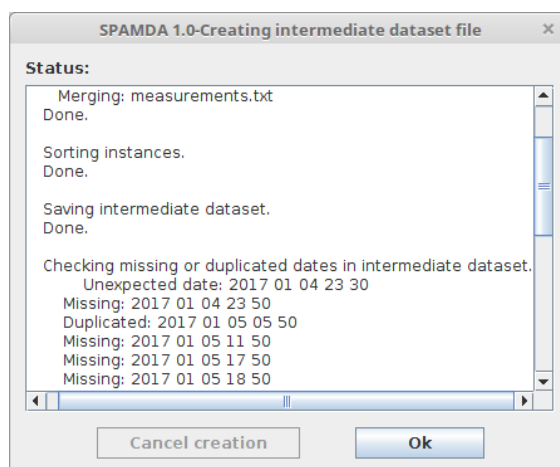 SPAMDA 1.0-Creating intermediate dataset file
Status:
Merging: measurements.txt
Done.
Sorting instances.
Done.
Saving intermediate dataset.
Done.
Checking missing or duplicated dates in intermediate dataset.
Unexpected date: 2017 01 04 23 30
Missing: 2017 01 04 23 50
Duplicated: 2017 01 05 05 50
Missing: 2017 01 05 11 50
Missing: 2017 01 05 17 50
Missing: 2017 01 05 18 50
Cancel creation
Ok